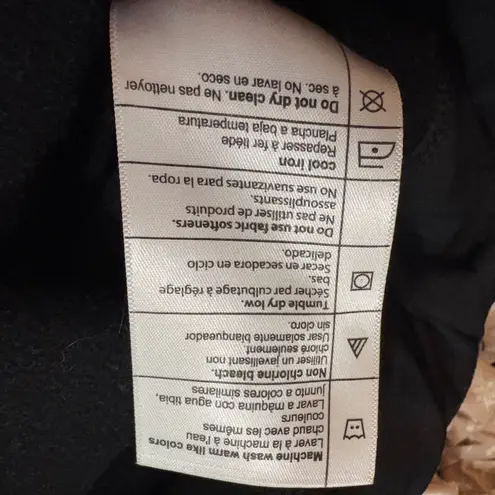 Machine wash warm like colors
Laver à la machine à l'eau
chaud avec les mêmes
couleurs
Lavar a máquina con agua tibia,
junnto a colores similares
Non chlorine bleach.
Utiliser un javellisant non
chloré seulement
Usar solamente blanqueador
sin cloro.
Tumble dry low.
Sécher par culbutage à réglage
bas.
Secar en secadora en ciclo
delicado.
Do not use fabric softeners.
Ne pas utiliser de produits
assouplissants.
No use suavizantes para la ropa.
cool iron
Repasser à fer tiède
Plancha a baja temperatura
Do not dry clean. Ne pas nettoyer
à sec. No lavar en seco.